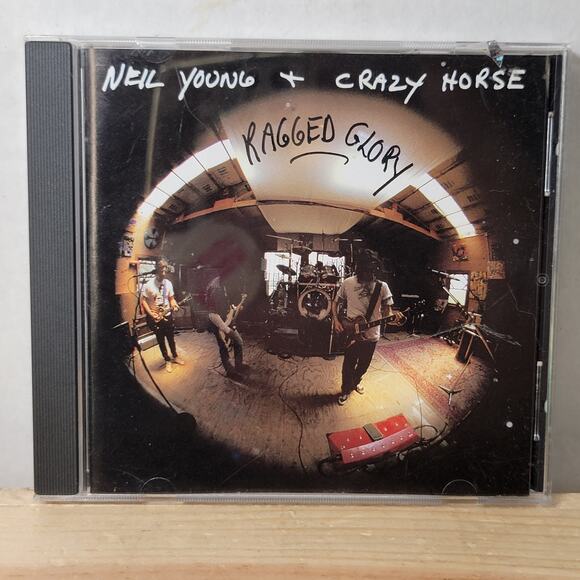 NEIL YOUNG + CRAZY HORSE
RAGGED GLORY